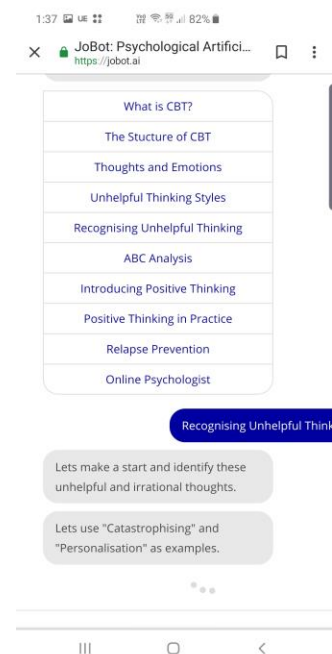 1:37 UE 82%
JoBot: Psychological Artifici...
https://jobot.ai
What is CBT?
The Stucture of CBT
Thoughts and Emotions
Unhelpful Thinking Styles
Recognising Unhelpful Thinking
ABC Analysis
Introducing Positive Thinking
Positive Thinking in Practice
Relapse Prevention
Online Psychologist
Recognising Unhelpful Think
Lets make a start and identify these
unhelpful and irrational thoughts.
Lets use "Catastrophising" and
"Personalisation" as examples.